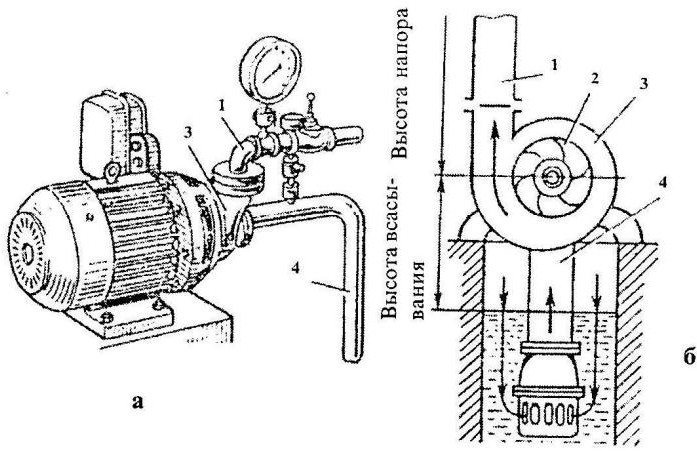 1
3
4
а
Высота всасы-
вания
Высота напора
1
2
3
4
б